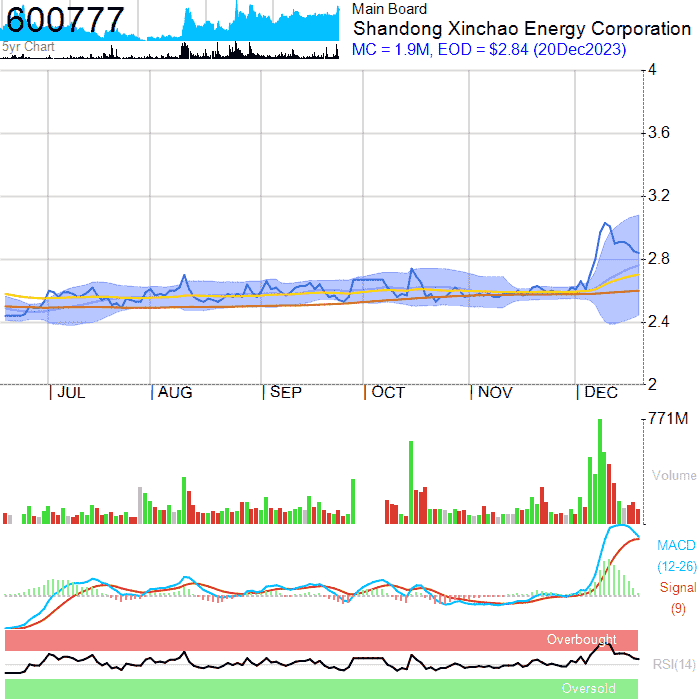 600777
5yr Chart
Main Board
Shandong Xinchao Energy Corporation
MC = 1.9M, EOD = $2.84 (20Dec2023)
4
3.6
3.2
2.8
2.4
2
JUL
AUG
SEP
OCT
NOV
DEC
771M
Volume
MACD
(12-26)
Signal
(9)
Overbought
RSI(14)
Oversold